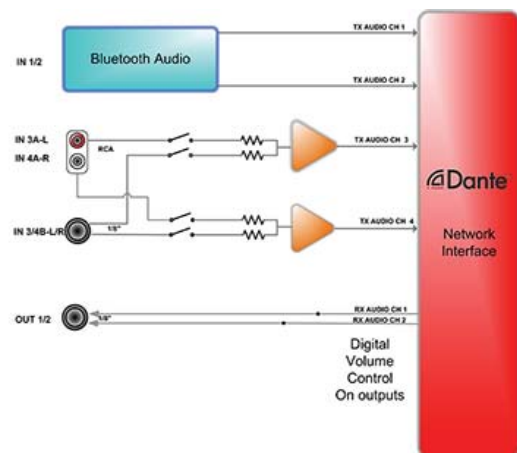 TX AUDIO CH 1
IN 1/2
Bluetooth Audio
TX AUDIO CH 2
IN 3A-L
RCA
IN 4A-R
TX AUDIO CH 3
Dante
Network
Interface
IN 3/4B-L/R
1/8"
TX AUDIO CH 4
OUT 1/2
1/8"
RX AUDIO CH 1
RX AUDIO CH 2
Digital
Volume
Control
On outputs